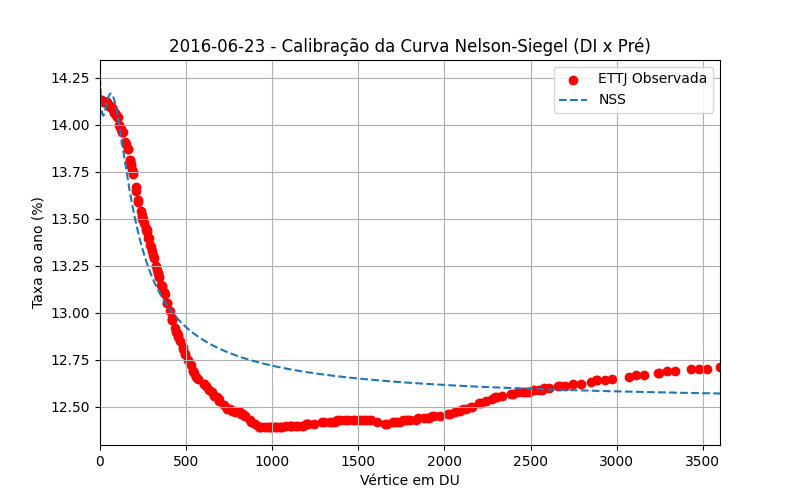 2016-06-23 - Calibração da Curva Nelson-Siegel (DI x Pré)
ETTJ Observada
NSS
Taxa ao ano (%)
14.25
14.00
13.75
13.50
13.25
13.00
12.75
12.50
0 500 1000 1500 2000 2500 3000 3500
Vértice em DU